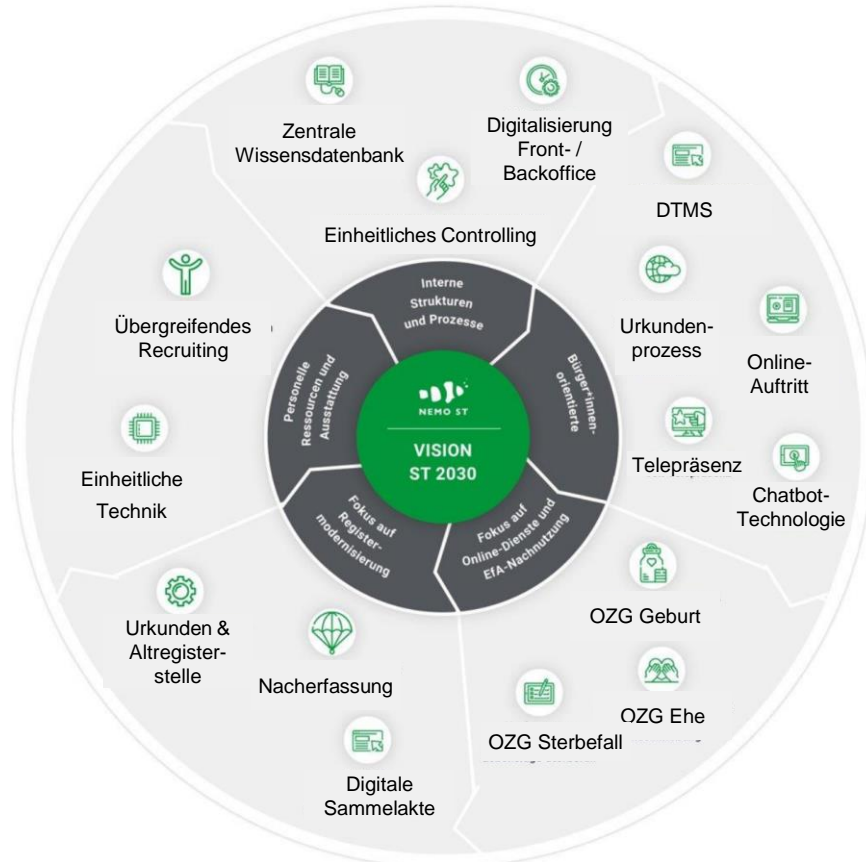 Zentrale
Wissensdatenbank
Digitalisierung
Front- /
Backoffice
Einheitliches Controlling
DTMS
Urkunden-
prozess
Online-
Auftritt
Telepräsenz
Chatbot-
Technologie
Übergreifendes
Recruiting
Einheitliche
Technik
Interne
Strukturen
und Prozesse
Bürger*innen-
orientierte
Personelle
Ressourcen und
Ausstattung
NEMO ST
VISION
ST 2030
Fokus auf
Register-
modernisierung
Fokus auf
Online-Dienste und
EfA-Nachnutzung
OZG Geburt
OZG Ehe
OZG Sterbefall
Urkunden &
Altregister-
stelle
Nacherfassung
Digitale
Sammelakte